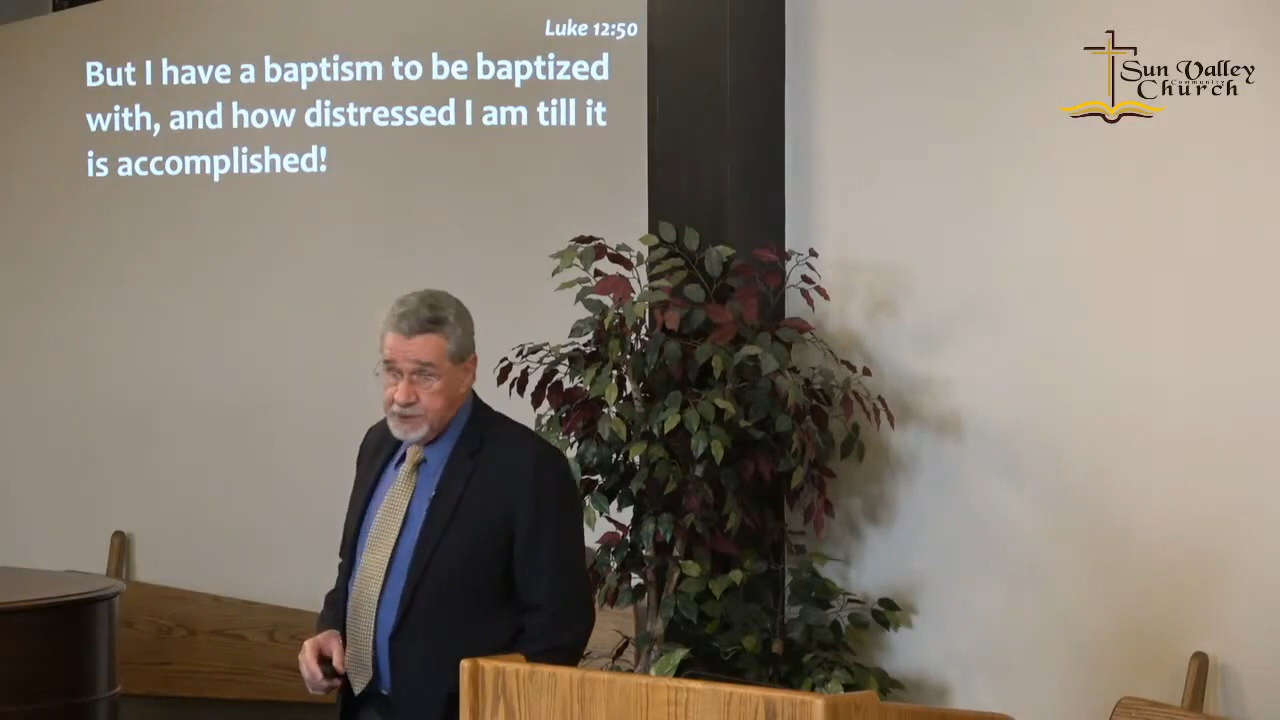 Luke 12:50
But I have a baptism to be baptized
with, and how distressed I am till it
is accomplished!
Sun Valley
Community
Church